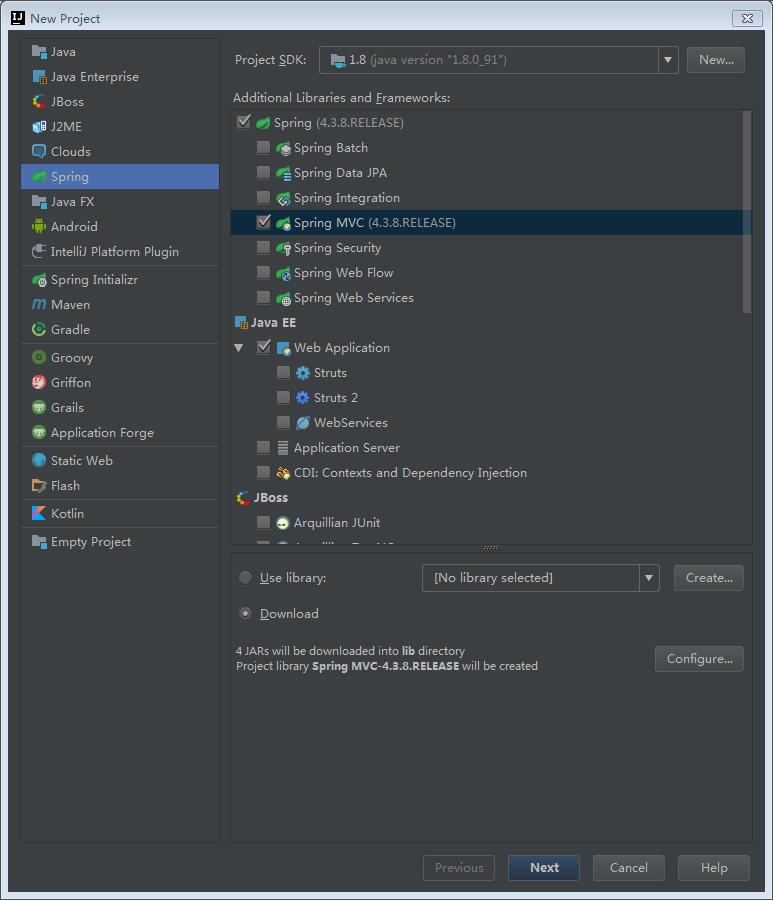 New Project
Java
Java Enterprise
JBoss
J2ME
Clouds
Spring
Java FX
Android
IntelliJ Platform Plugin
Spring Initializr
Maven
Gradle
Groovy
Griffon
Grails
Application Forge
Static Web
Flash
Kotlin
Empty Project
Project SDK: 1.8 (java version "1.8.0_91") New...
Additional Libraries and Frameworks:
Spring (4.3.8.RELEASE)
Spring Batch
Spring Data JPA
Spring Integration
Spring MVC (4.3.8.RELEASE)
Spring Security
Spring Web Flow
Spring Web Services
Java EE
Web Application
Struts
Struts 2
WebServices
Application Server
CDI: Contexts and Dependency Injection
JBoss
Arquillian JUnit
Use library: [No library selected] Create...
Download
4 JARs will be downloaded into lib directory
Project library Spring MVC-4.3.8.RELEASE will be created
Configure...
Previous Next Cancel Help